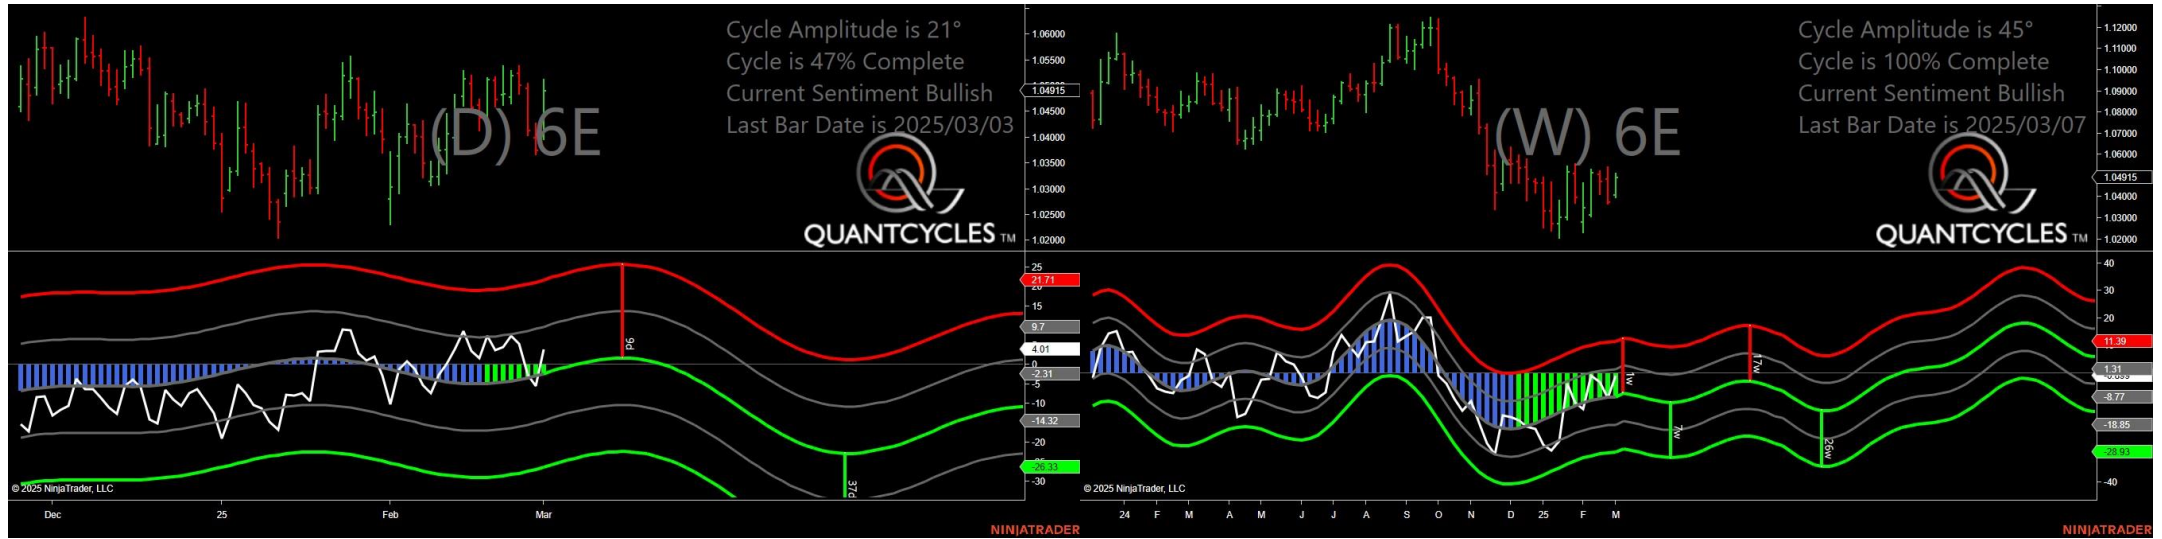 Cycle Amplitude is 21°
Cycle is 47% Complete
Current Sentiment Bullish
Last Bar Date is 2025/03/03
(D) 6E
QUANTCYCLES TM
1.06000
1.05500
1.04915
1.04500
1.04000
1.03500
1.03000
1.02500
1.02000
25
21.71
15
9.7
4.01
0
-2.31
-5
-10
-14.32
-20
-26.33
-30
9d
37d
© 2025 NinjaTrader, LLC
Dec
25
Feb
Mar
NINJATRADER
Cycle Amplitude is 45°
Cycle is 100% Complete
Current Sentiment Bullish
Last Bar Date is 2025/03/07
(W) 6E
QUANTCYCLES TM
1.12000
1.11000
1.10000
1.09000
1.08000
1.07000
1.06000
1.04915
1.04000
1.03000
1.02000
40
30
20
11.39
1.31
-8.77
-18.85
-28.93
-40
1w
7w
17w
26w
© 2025 NinjaTrader, LLC
24
F
M
A
M
J
J
A
S
O
N
D
25
F
M
NINJATRADER